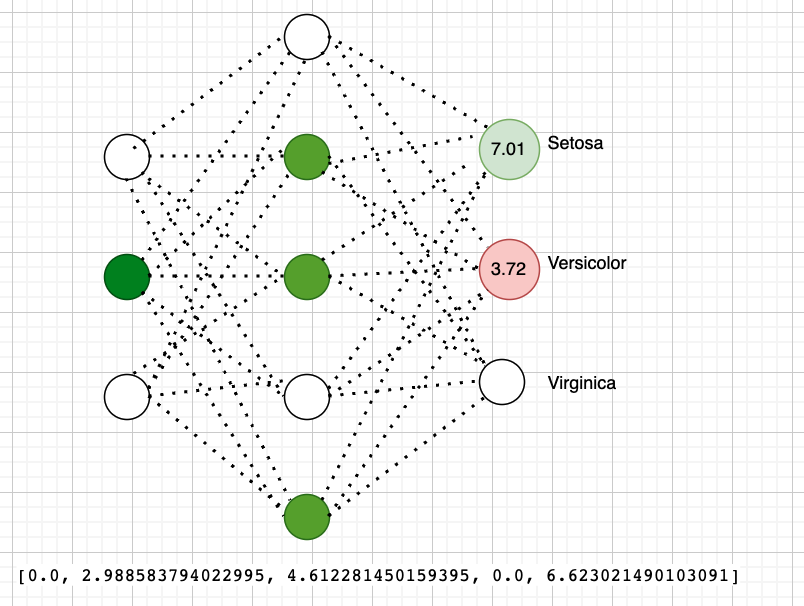 7.01 Setosa
3.72 Versicolor
Virginica
[0.0, 2.988583794022995, 4.612281450159395, 0.0, 6.623021490103091]